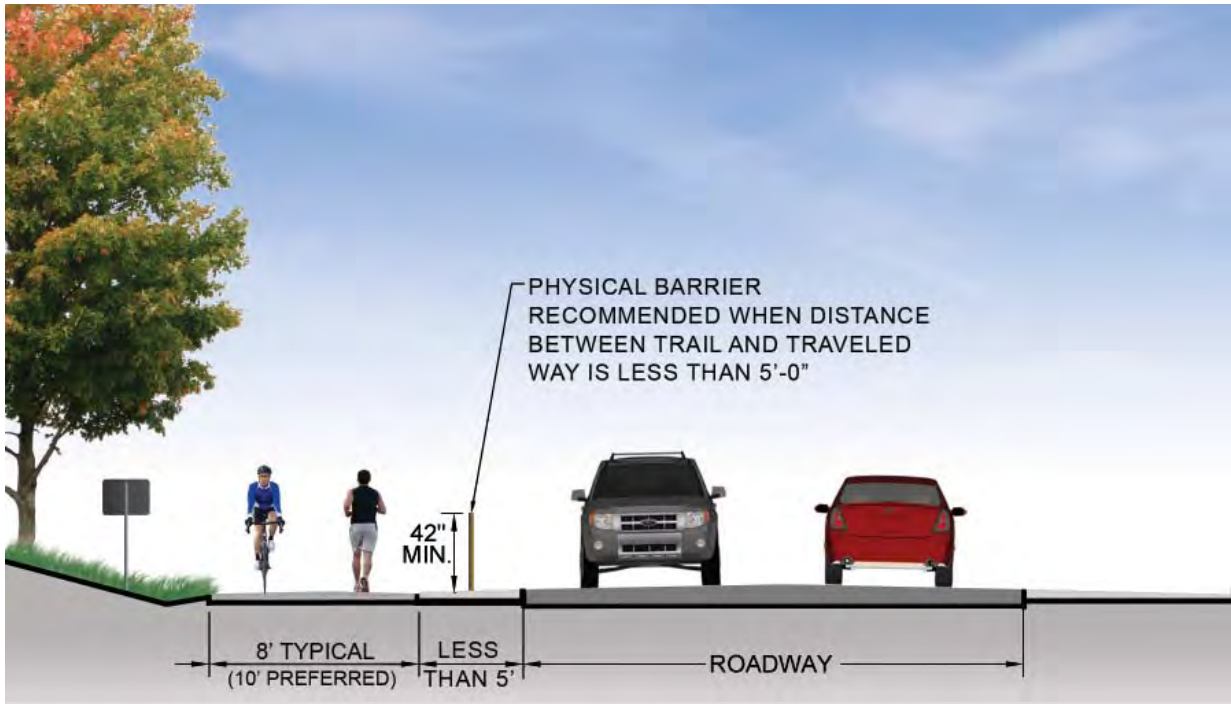 PHYSICAL BARRIER
RECOMMENDED WHEN DISTANCE
BETWEEN TRAIL AND TRAVELED
WAY IS LESS THAN 5'-0"
42"
MIN.
8' TYPICAL
(10' PREFERRED)
LESS
THAN 5'
ROADWAY